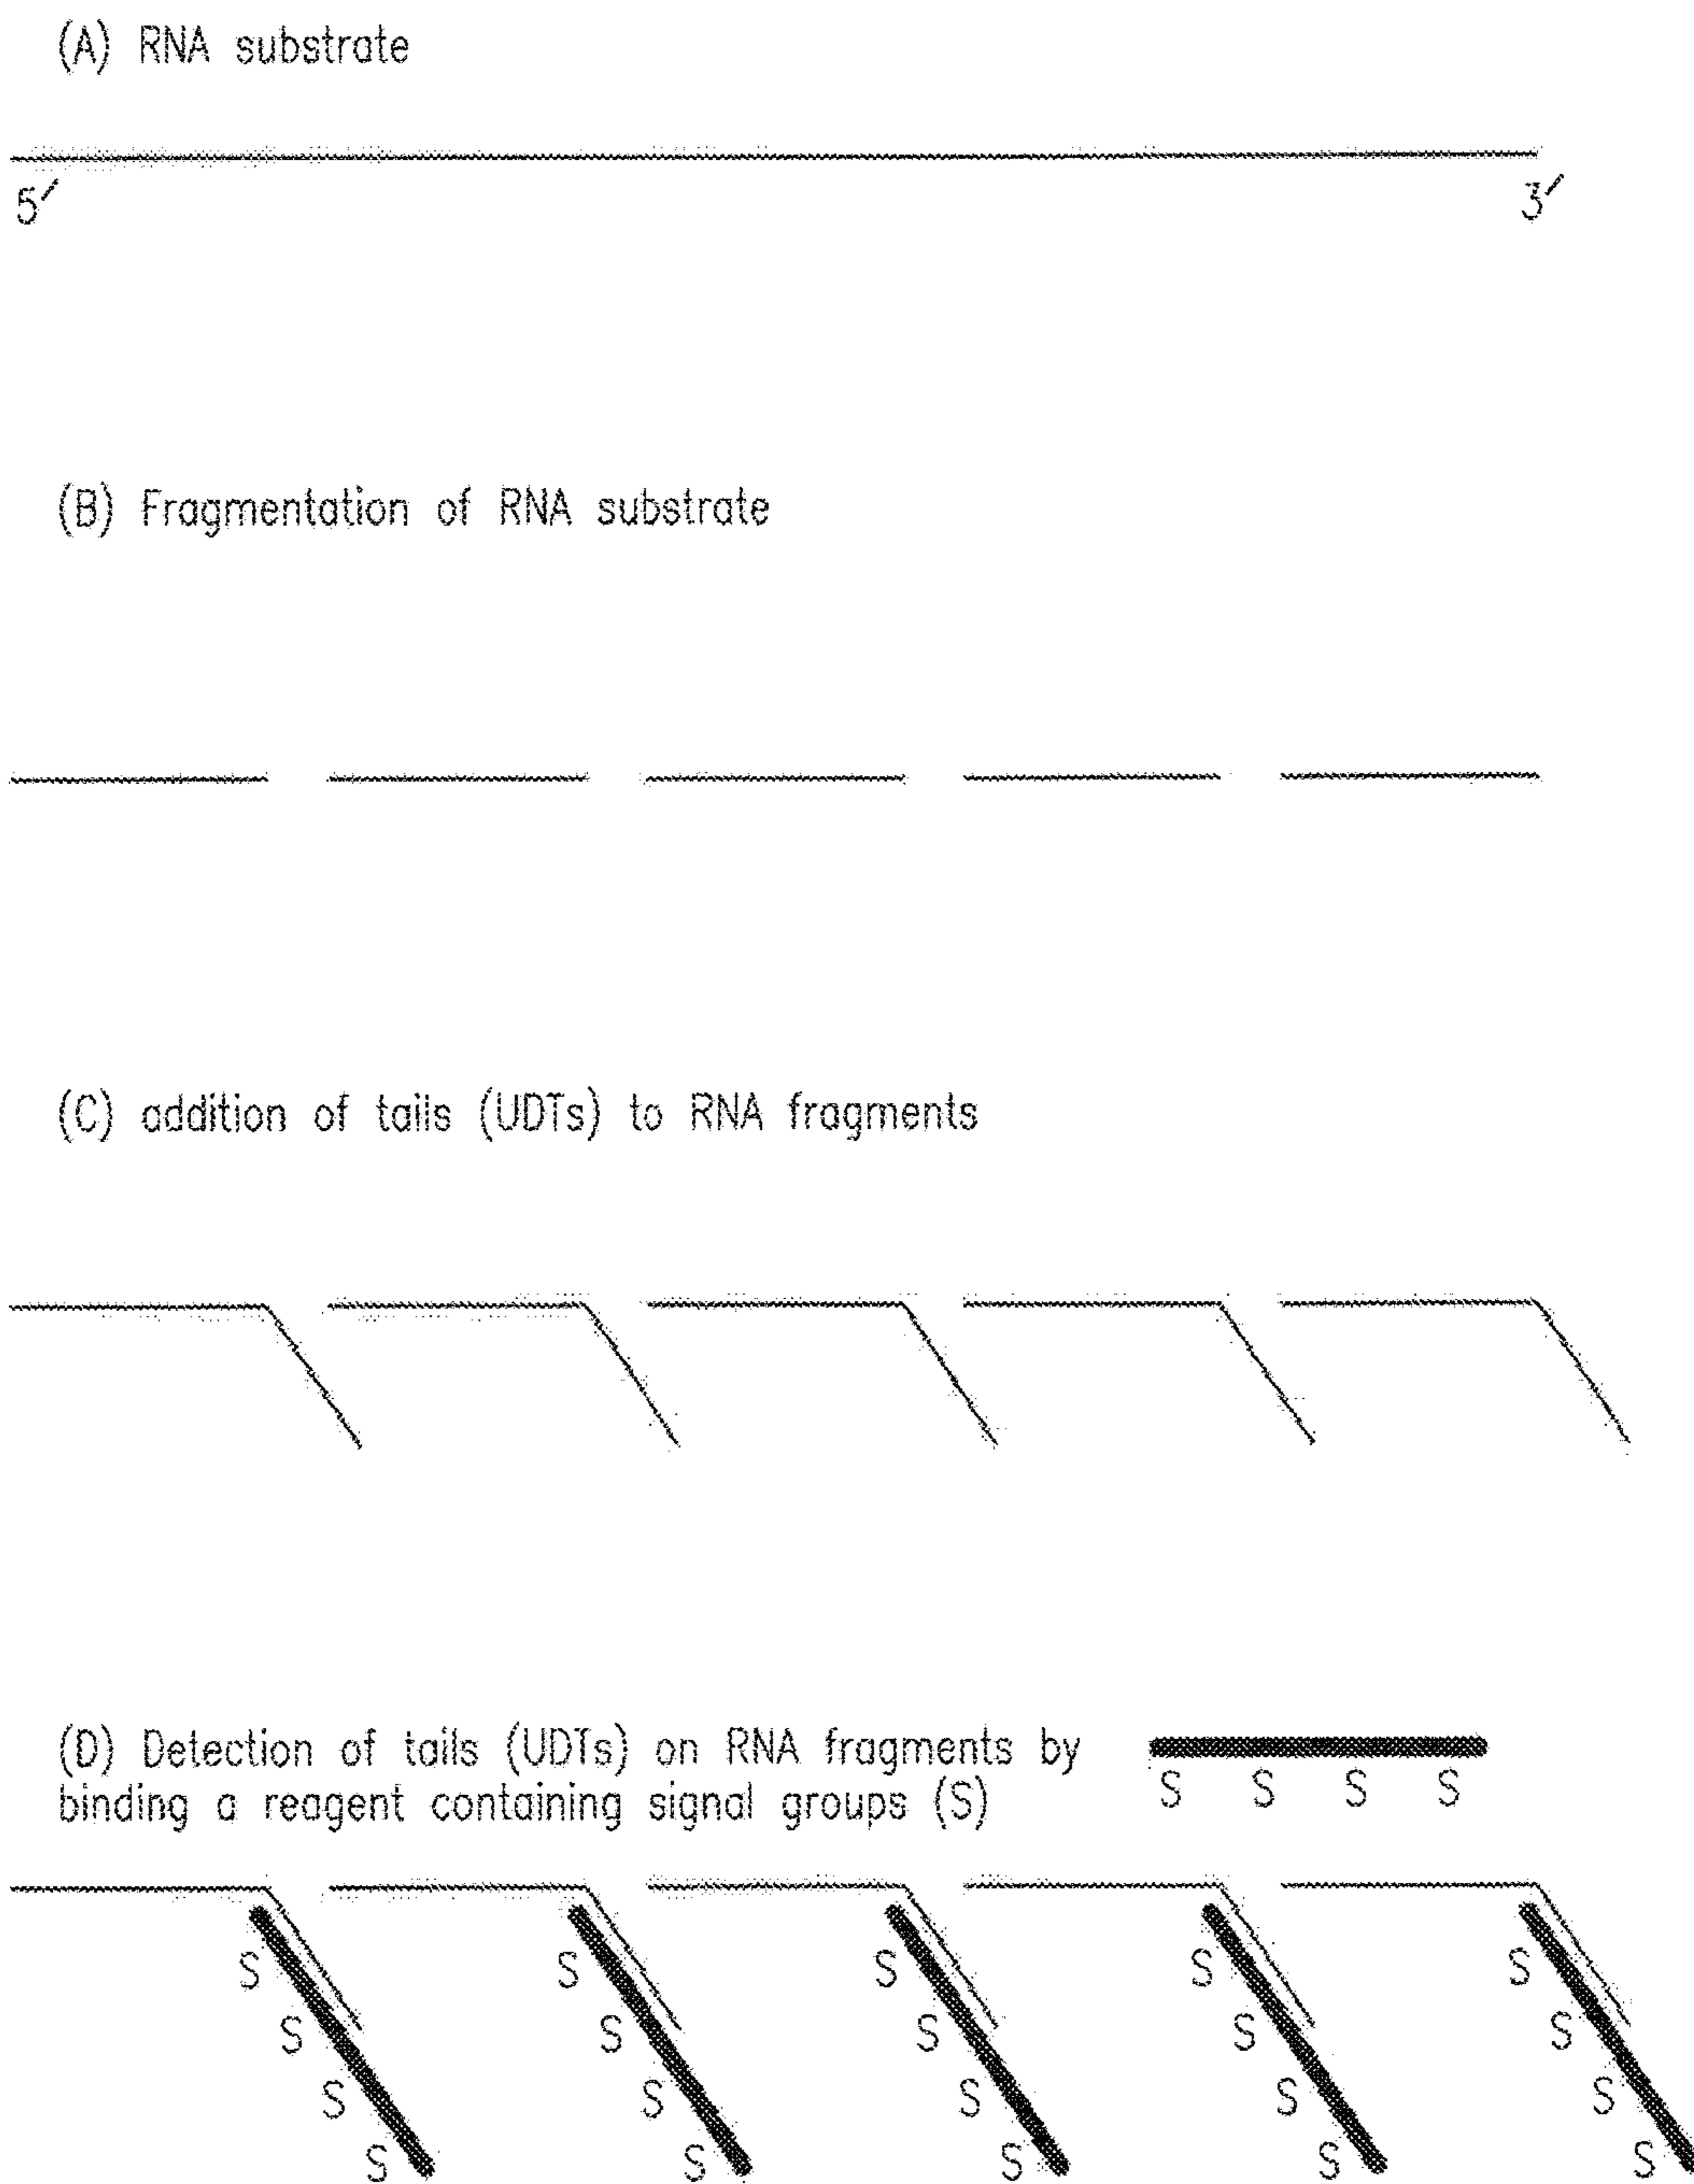 (A) RNA substrate
5′ 3′
(B) Fragmentation of RNA substrate
(C) addition of tails (UDTs) to RNA fragments
(D) Detection of tails (UDTs) on RNA fragments by
binding a reagent containing signal groups (S)
S S S S
S S S S S
S S S S S
S S S S S
S S S S S